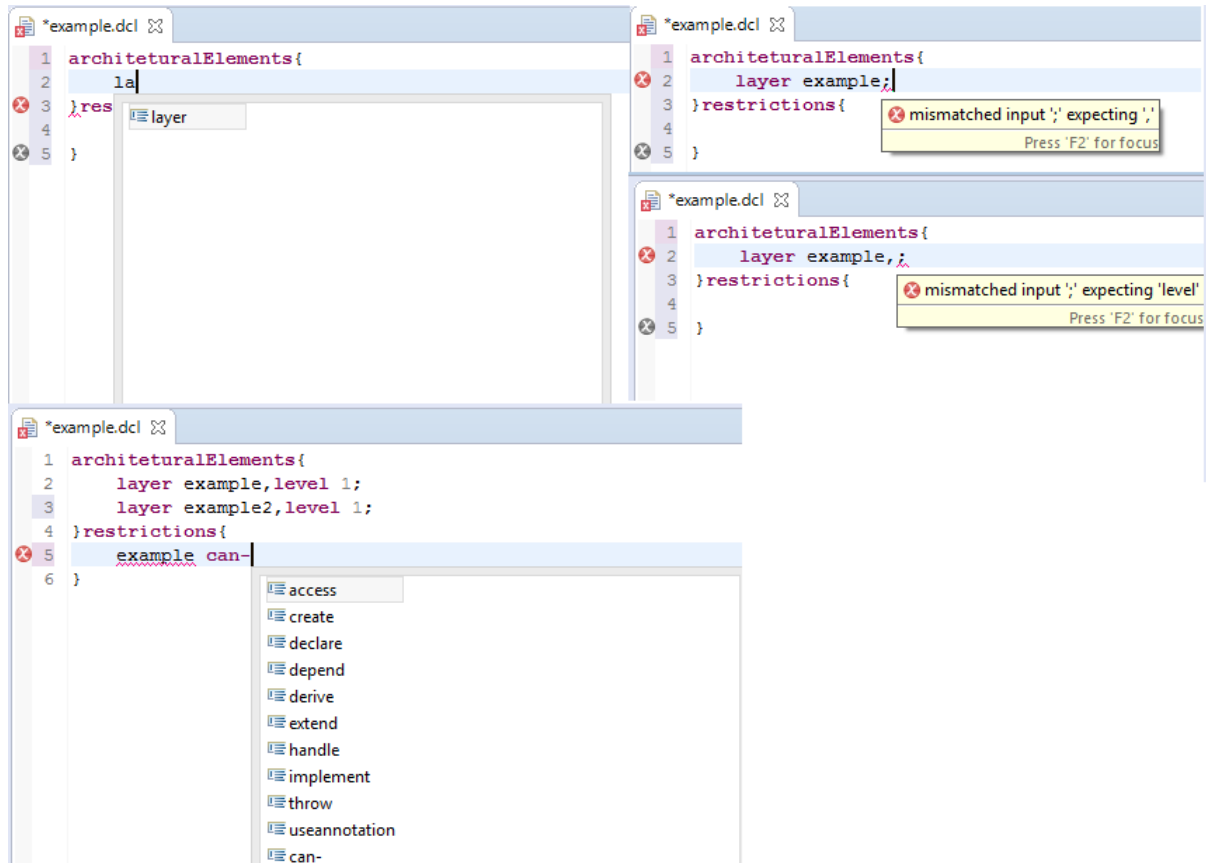 *example.dcl
1 architeturalElements{
2 la
3 }res
layer
4
5 }
*example.dcl
1 architeturalElements{
2 layer example;
3 }restrictions{
mismatched input ';' expecting ','
Press 'F2' for focus
4
5 }
*example.dcl
1 architeturalElements{
2 layer example,;
3 }restrictions{
mismatched input ';' expecting 'level'
Press 'F2' for focus
4
5 }
*example.dcl
1 architeturalElements{
2 layer example,level 1;
3 layer example2,level 1;
4 }restrictions{
5 example can-
6 }
access
create
declare
depend
derive
extend
handle
implement
throw
useannotation
can-